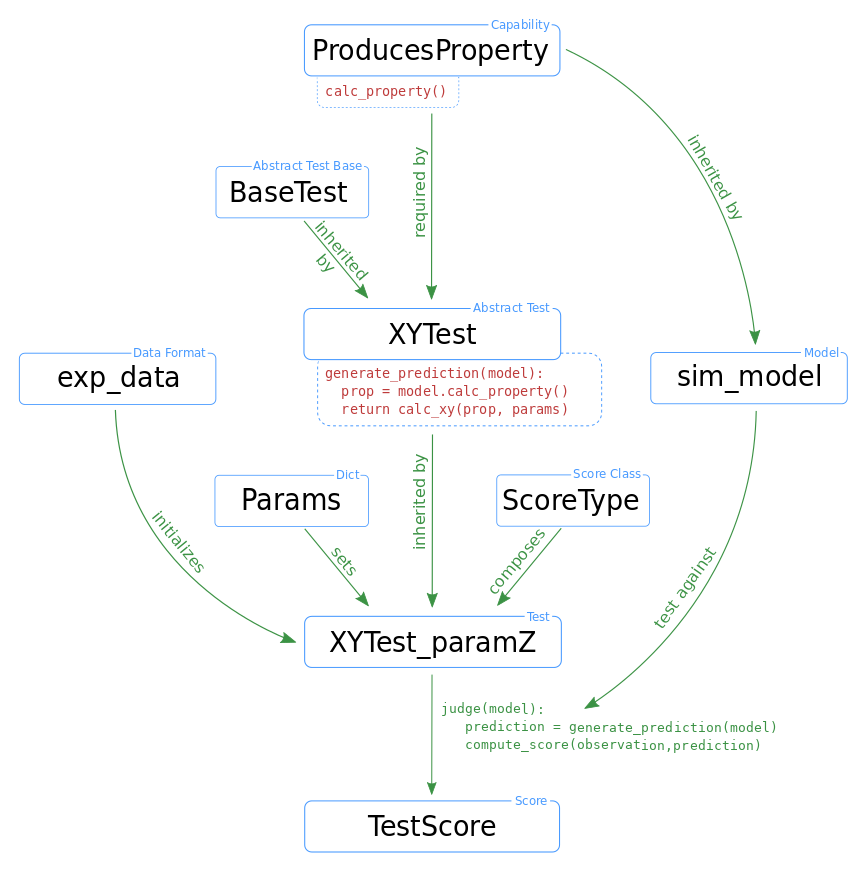 Capability
ProducesProperty
calc_property()
inherited by
required by
Abstract Test Base
BaseTest
inherited
by
Abstract Test
XYTest
generate_prediction(model):
prop = model.calc_property()
return calc_xy(prop, params)
Data Format
exp_data
Model
sim_model
initializes
Dict
Params
sets
inherited by
Score Class
ScoreType
composes
test against
Test
XYTest_paramZ
judge(model):
prediction = generate_prediction(model)
compute_score(observation,prediction)
Score
TestScore